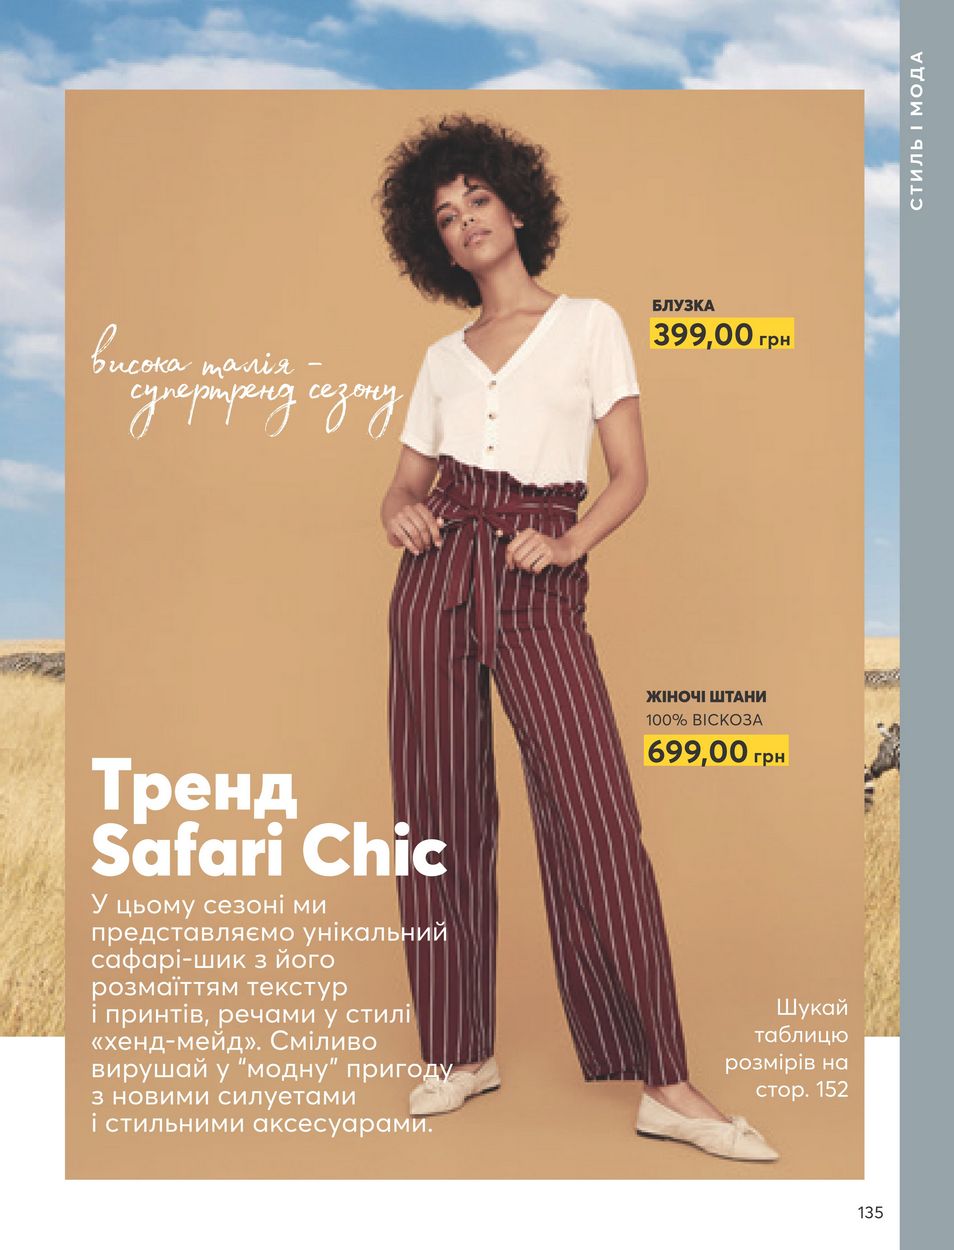 СТИЛЬ І МОДА
БЛУЗКА
399,00 грн
висока талія –
супертренд сезону
ЖІНОЧІ ШТАНИ
100% ВІСКОЗА
699,00 грн
Тренд
Safari Chic
У цьому сезоні ми
представляємо унікальний
сафарі-шик з його
розмаїттям текстур
і принтів, речами у стилі
«хенд-мейд». Сміливо
вирушай у “модну” пригоду
з новими силуетами
і стильними аксесуарами.
Шукай
таблицю
розмірів на
стор. 152
135